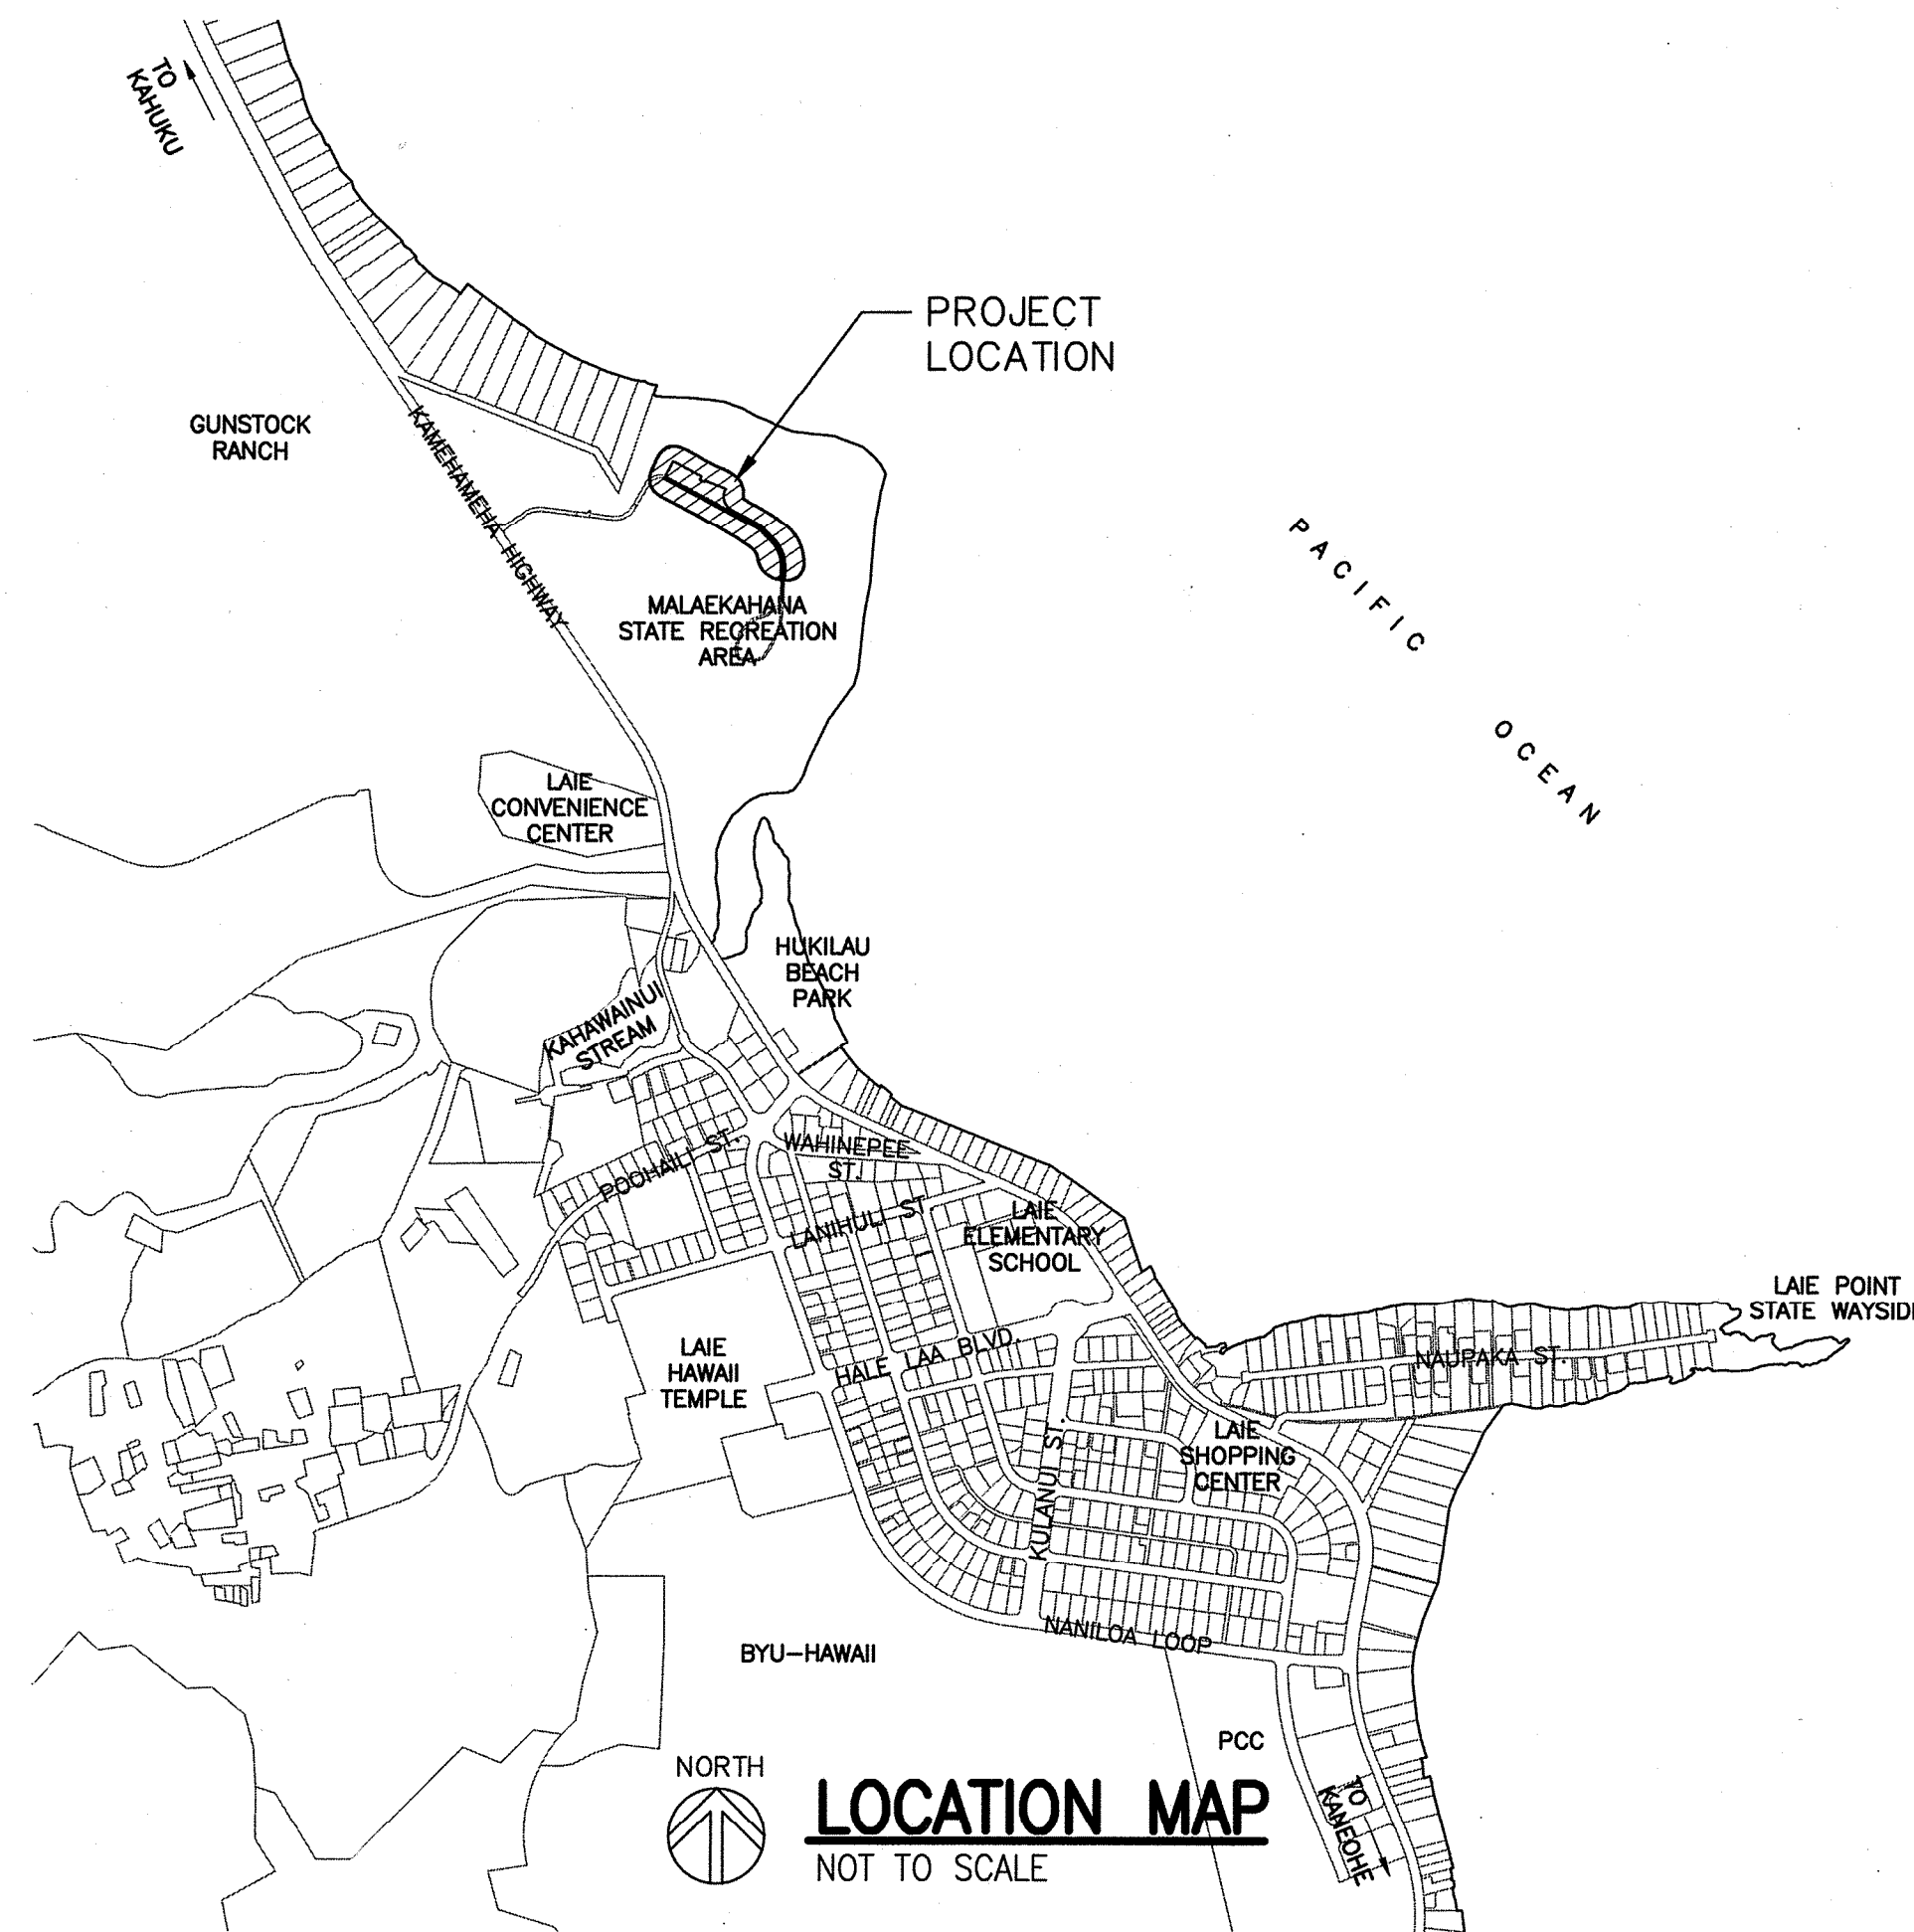 TO
KAHUKU
PROJECT
LOCATION
GUNSTOCK
RANCH
KAMEHAMEHA HIGHWAY
PACIFIC
OCEAN
MALAEKAHANA
STATE RECREATION
AREA
LAIE
CONVENIENCE
CENTER
HUKILAU
BEACH
PARK
KAHAWAINUI
STREAM
POOHAILI ST.
WAHINEPEE
ST.
LANIHULI ST
LAIE
ELEMENTARY
SCHOOL
LAIE POINT
STATE WAYSIDE
NAUPAKA ST.
LAIE
HAWAII
TEMPLE
HALE LAA BLVD.
KULANUI ST.
LAIE
SHOPPING
CENTER
NANILOA LOOP
BYU-HAWAII
PCC
TO
KANEOHE
NORTH
LOCATION MAP
NOT TO SCALE